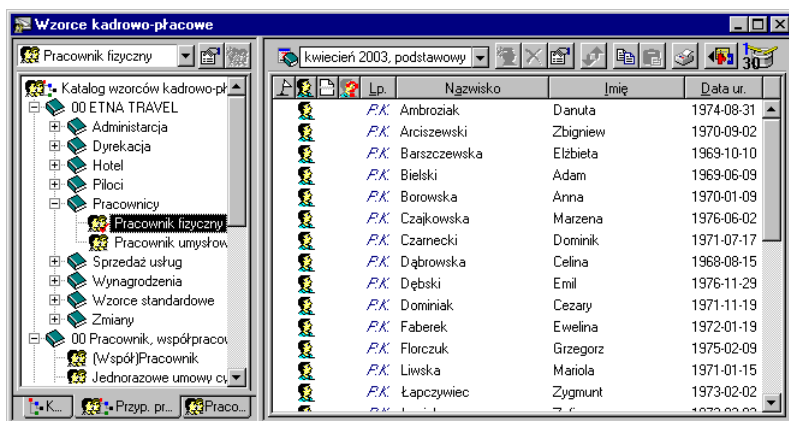 Wzorce kadrowo-płacowe
Pracownik fizyczny
kwiecień 2003, podstawowy
30
Katalog wzorców kadrowo-pł
00 ETNA TRAVEL
Administarcja
Dyrekacja
Hotel
Piloci
Pracownicy
Pracownik fizyczny
Pracownik umysłow
Sprzedaż usług
Wynagrodzenia
Wzorce standardowe
Zmiany
00 Pracownik, współpracov
(Współ)Pracownik
Jednorazowe umowy cy
K... Przyp. pr... Praco...
Lp. Nazwisko Imię Data ur.
P.K. Ambroziak Danuta 1974-08-31
P.K. Arciszewski Zbigniew 1970-09-02
P.K. Barszczewska Elżbieta 1969-10-10
P.K. Bielski Adam 1969-06-09
P.K. Borowska Anna 1970-01-09
P.K. Czajkowska Marzena 1976-06-02
P.K. Czarnecki Dominik 1971-07-17
P.K. Dąbrowska Celina 1968-08-15
P.K. Dębski Emil 1976-11-29
P.K. Dominiak Cezary 1971-11-19
P.K. Faberek Ewelina 1972-01-19
P.K. Florczuk Grzegorz 1975-02-09
P.K. Liwska Mariola 1971-01-15
P.K. Łapczywiec Zygmunt 1973-02-02